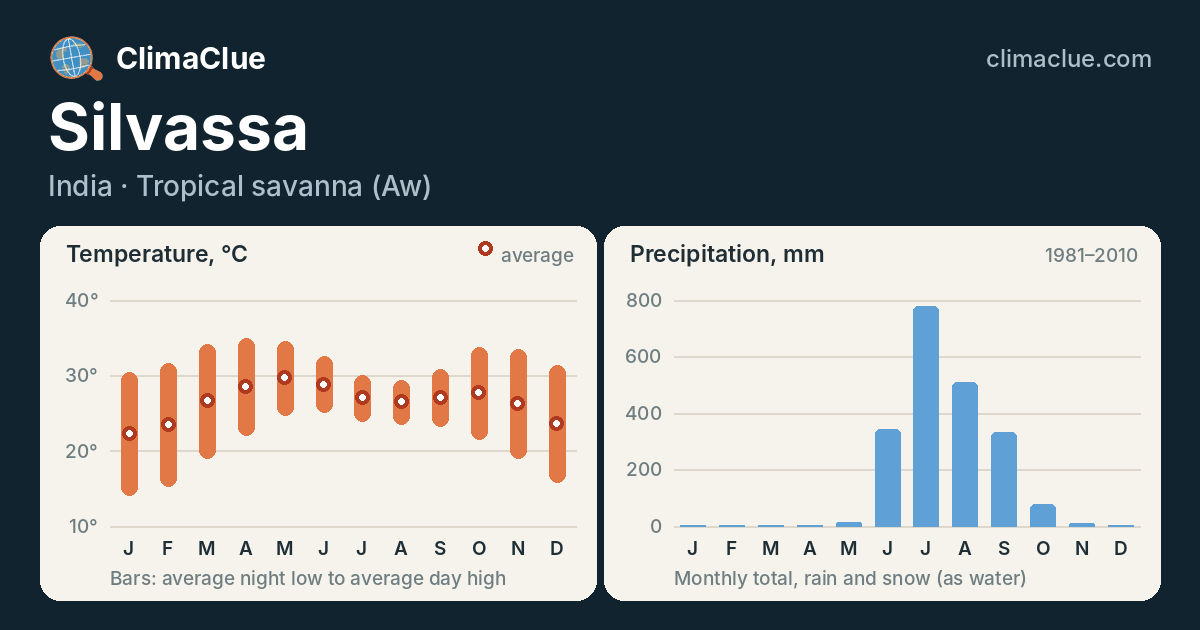 ClimaClue
climaclue.com
Silvassa
India · Tropical savanna (Aw)
Temperature, °C
average
40°
30°
20°
10°
J F M A M J J A S O N D
Bars: average night low to average day high
Precipitation, mm
1981–2010
800
600
400
200
0
J F M A M J J A S O N D
Monthly total, rain and snow (as water)